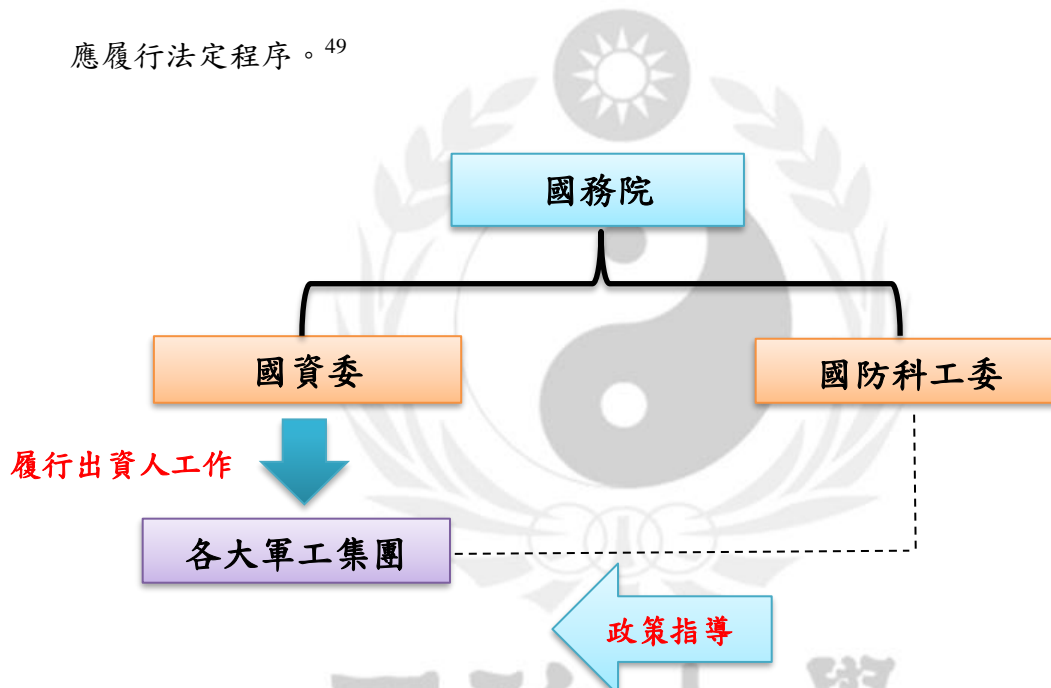 應履行法定程序。49
國務院
國資委
國防科工委
履行出資人工作
各大軍工集團
政策指導